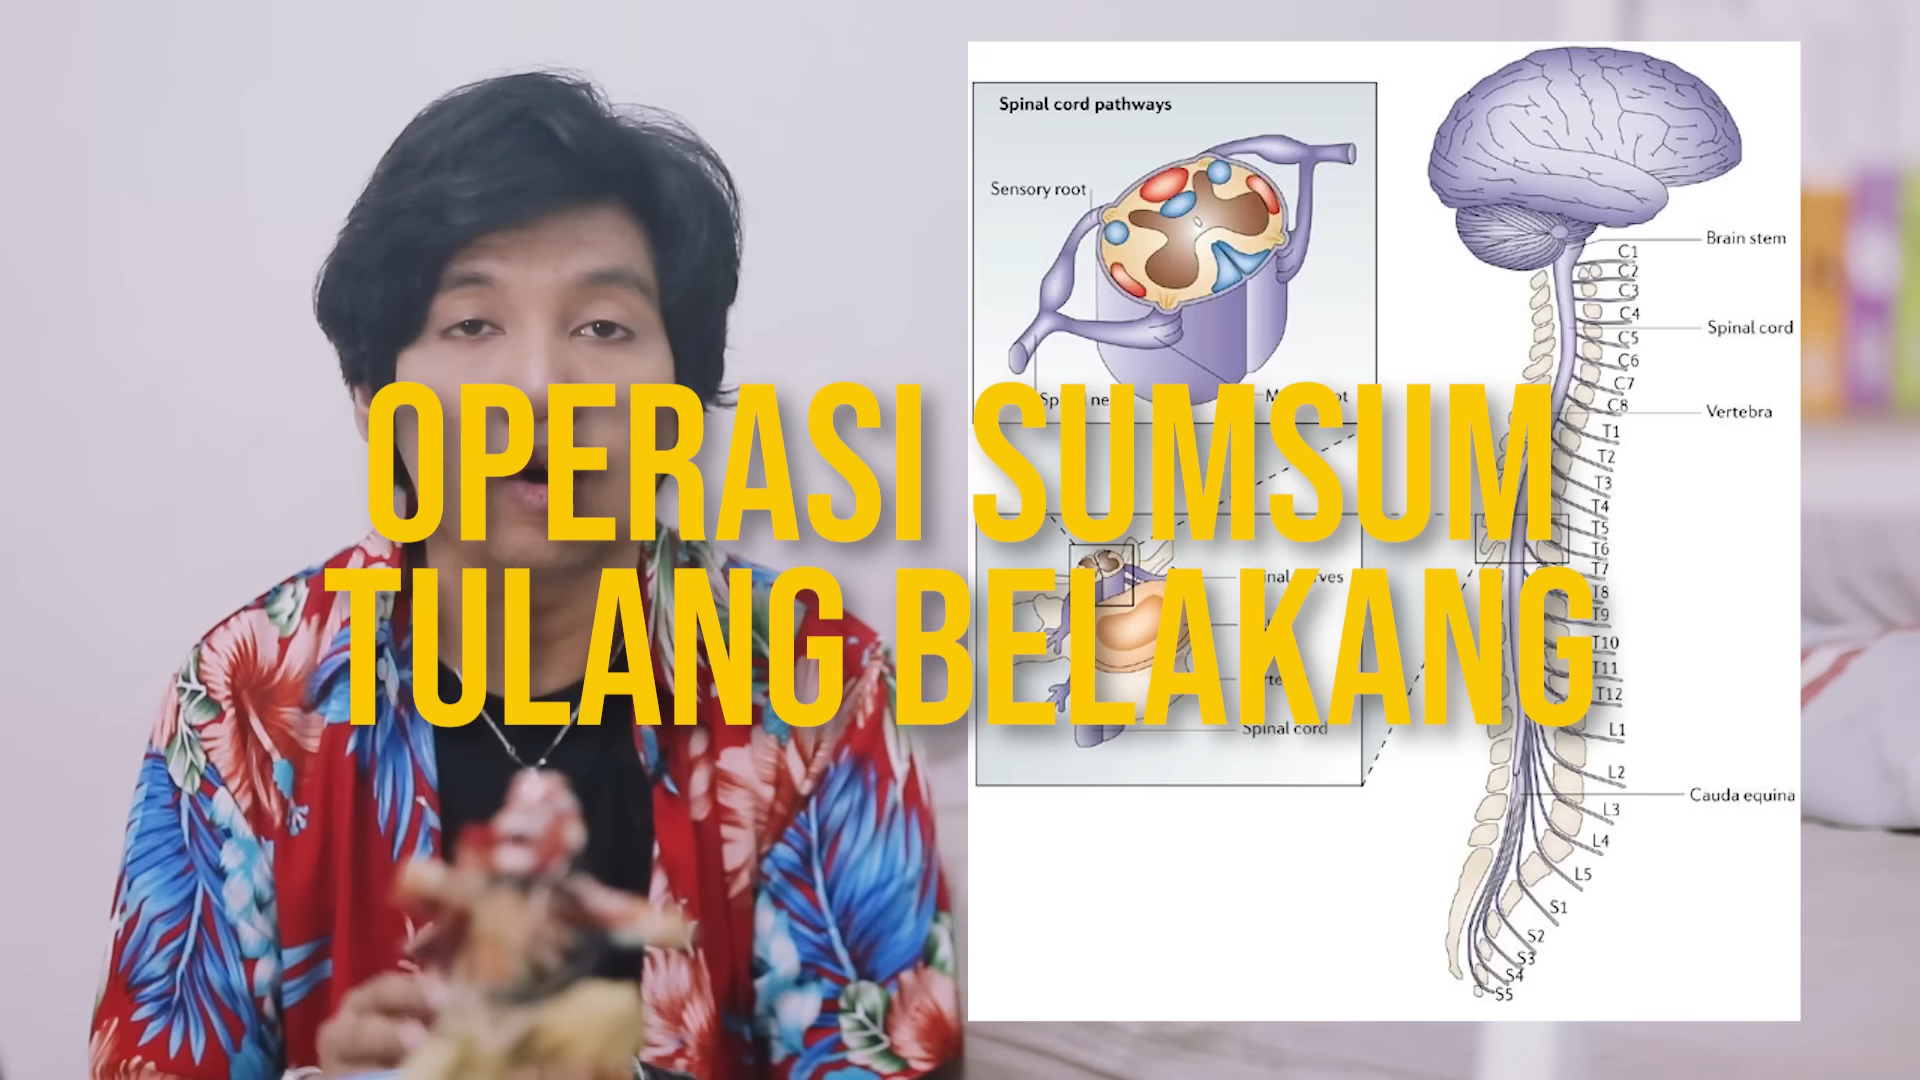 OPERASI SUMSUM
TULANG BELAKANG
Spinal cord pathways
Sensory root
Brain stem
C1
C2
C3
C4
Spinal cord
C5
C6
C7
C8
Vertebra
T1
T2
T3
T4
T5
T6
T7
T8
T9
T10
T11
T12
Spinal cord
L1
L2
Cauda equina
L3
L4
L5
S1
S2
S3
S4
S5